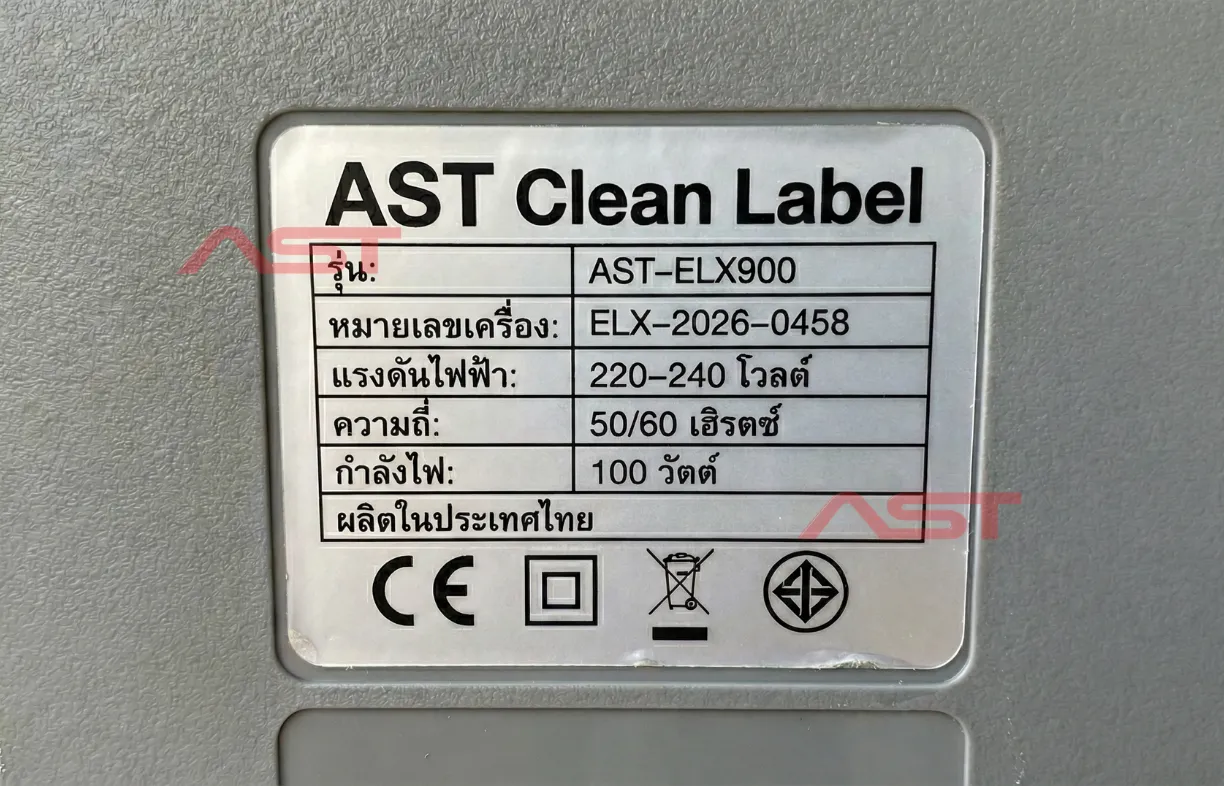 AST Clean Label
รุ่น: AST-ELX900
หมายเลขเครื่อง: ELX-2026-0458
แรงดันไฟฟ้า: 220-240 โวลต์
ความถี่: 50/60 เฮิรตซ์
กำลังไฟ: 100 วัตต์
ผลิตในประเทศไทย
CE
AST
AST